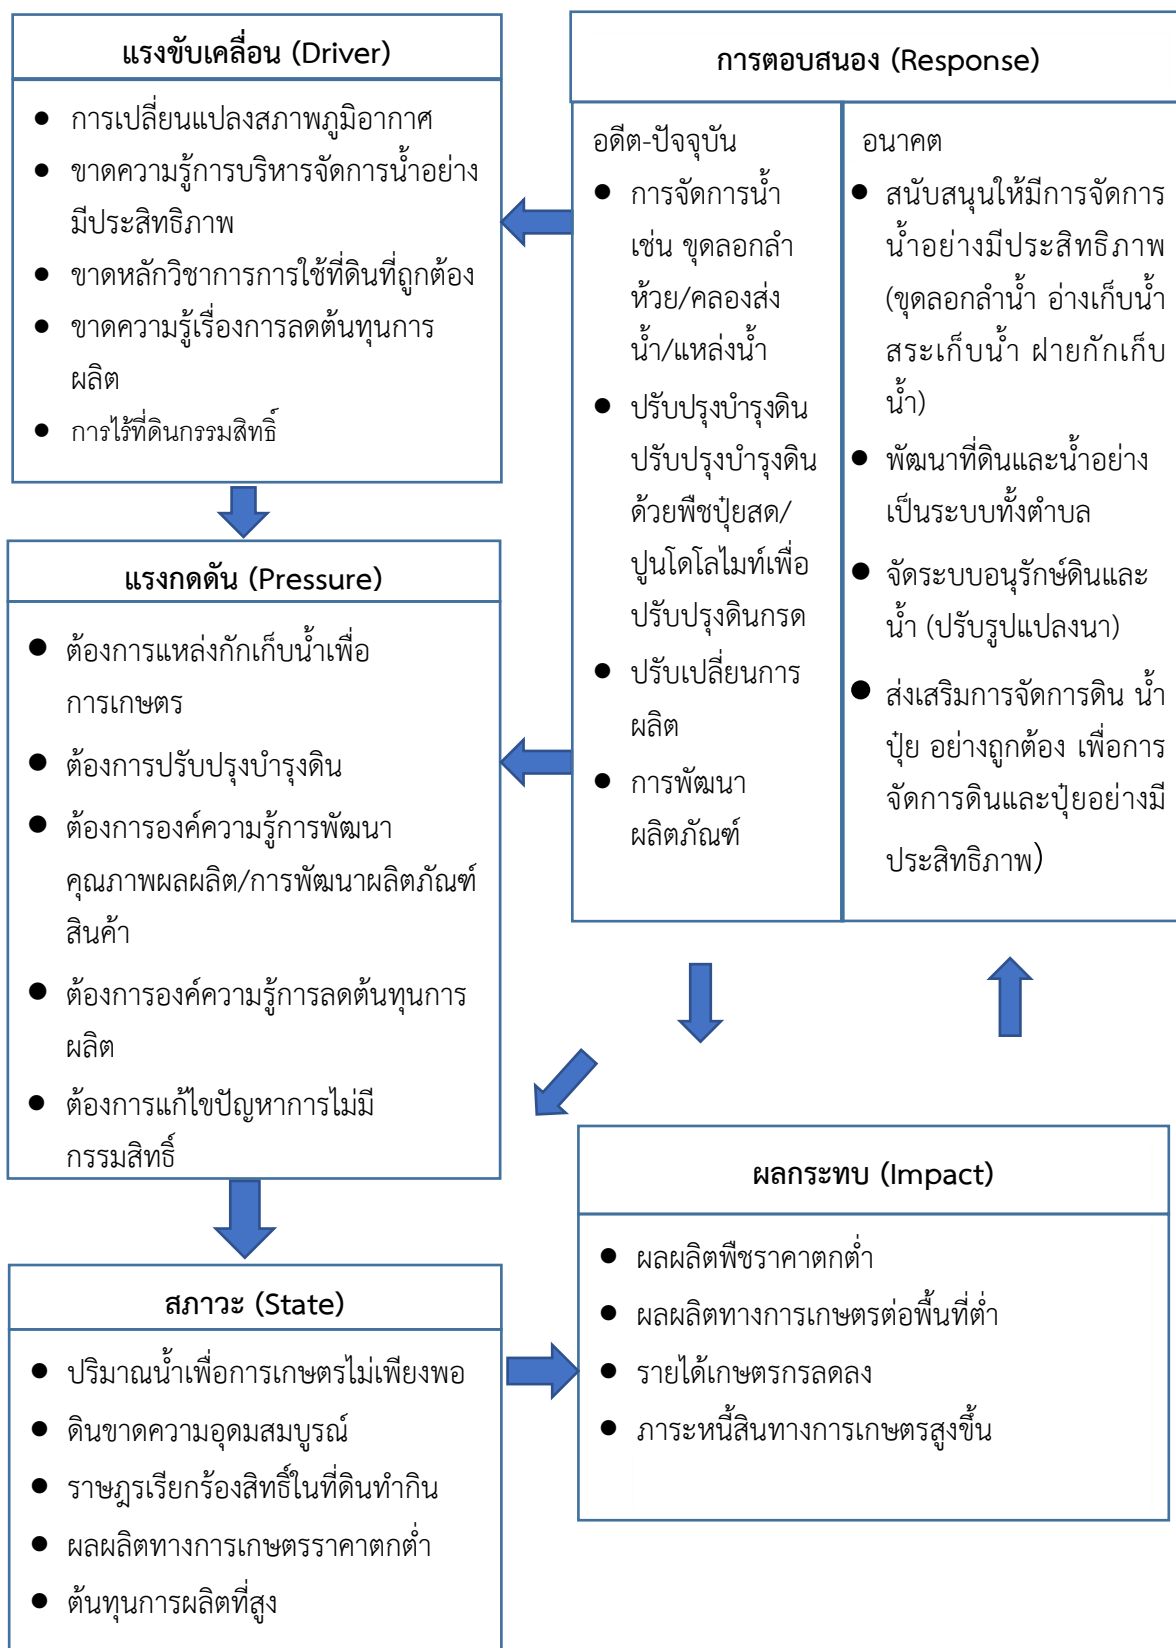 แรงขับเคลื่อน (Driver)
● การเปลี่ยนแปลงสภาพภูมิอากาศ
● ขาดความรู้การบริหารจัดการน้ำอย่าง
มีประสิทธิภาพ
● ขาดหลักวิชาการการใช้ที่ดินที่ถูกต้อง
● ขาดความรู้เรื่องการลดต้นทุนการ
ผลิต
● การไร้ที่ดินกรรมสิทธิ์
แรงกดดัน (Pressure)
● ต้องการแหล่งกักเก็บน้ำเพื่อ
การเกษตร
● ต้องการปรับปรุงบำรุงดิน
● ต้องการองค์ความรู้การพัฒนา
คุณภาพผลผลิต/การพัฒนาผลิตภัณฑ์
สินค้า
● ต้องการองค์ความรู้การลดต้นทุนการ
ผลิต
● ต้องการแก้ไขปัญหาการไม่มี
กรรมสิทธิ์
สภาวะ (State)
● ปริมาณน้ำเพื่อการเกษตรไม่เพียงพอ
● ดินขาดความอุดมสมบูรณ์
● ราษฎรเรียกร้องสิทธิ์ในที่ดินทำกิน
● ผลผลิตทางการเกษตรราคาตกต่ำ
● ต้นทุนการผลิตที่สูง
การตอบสนอง (Response)
อดีต-ปัจจุบัน
● การจัดการน้ำ
เช่น ขุดลอกลำ
ห้วย/คลองส่ง
น้ำ/แหล่งน้ำ
● ปรับปรุงบำรุงดิน
ปรับปรุงบำรุงดิน
ด้วยพืชปุ๋ยสด/
ปูนโดโลไมท์เพื่อ
ปรับปรุงดินกรด
● ปรับเปลี่ยนการ
ผลิต
● การพัฒนา
ผลิตภัณฑ์
อนาคต
● สนับสนุนให้มีการจัดการ
น้ำอย่างมีประสิทธิภาพ
(ขุดลอกลำน้ำ อ่างเก็บน้ำ
สระเก็บน้ำ ฝายกักเก็บ
น้ำ)
● พัฒนาที่ดินและน้ำอย่าง
เป็นระบบทั้งตำบล
● จัดระบบอนุรักษ์ดินและ
น้ำ (ปรับรูปแปลงนา)
● ส่งเสริมการจัดการดิน น้ำ
ปุ๋ย อย่างถูกต้อง เพื่อการ
จัดการดินและปุ๋ยอย่างมี
ประสิทธิภาพ)
ผลกระทบ (Impact)
● ผลผลิตพืชราคาตกต่ำ
● ผลผลิตทางการเกษตรต่อพื้นที่ต่ำ
● รายได้เกษตรกรลดลง
● ภาระหนี้สินทางการเกษตรสูงขึ้น